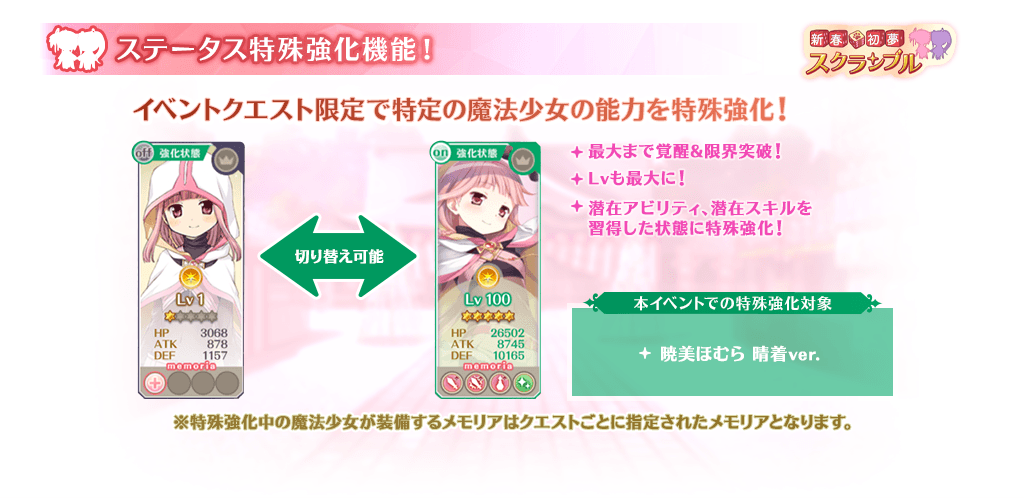 ステータス特殊強化機能!
新春初夢
スクランブル
イベントクエスト限定で特定の魔法少女の能力を特殊強化!
off 強化状態
Lv 1
HP 3068
ATK 878
DEF 1157
memoria
切り替え可能
on 強化状態
Lv 100
HP 26502
ATK 8745
DEF 10165
memoria
最大まで覚醒&限界突破!
Lvも最大に!
潜在アビリティ、潜在スキルを
習得した状態に特殊強化!
本イベントでの特殊強化対象
暁美ほむら 晴着ver.
※特殊強化中の魔法少女が装備するメモリアはクエストごとに指定されたメモリアとなります。